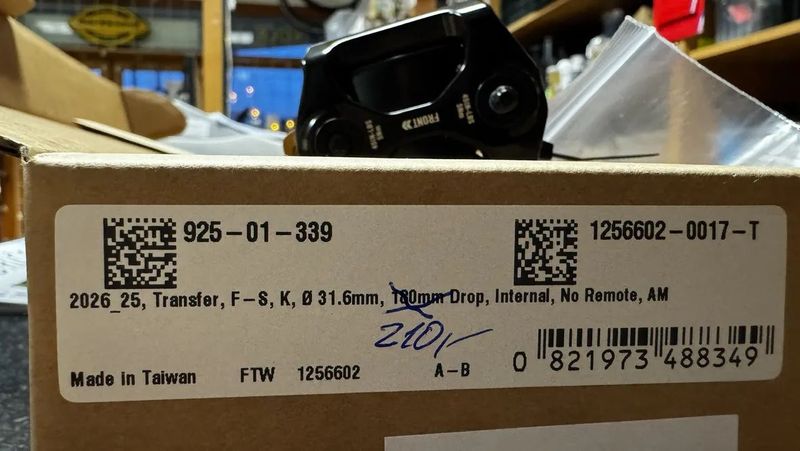 FRONT
925-01-339
1256602-0017-T
2026_25, Transfer, F-S, K, Ø 31.6mm, 180mm Drop, Internal, No Remote, AM
210,-
0 821973 488349
Made in Taiwan FTW 1256602 A-B